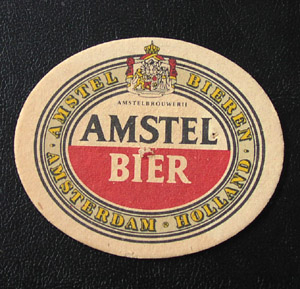 AMSTEL BIEREN
AMSTELBROUWERIJ
AMSTEL
BIER
AMSTERDAM ® HOLLAND